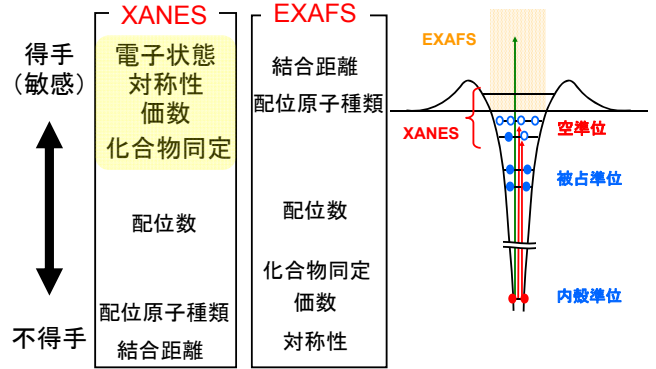 XANES
EXAFS
得手
（敏感）
不得手
電子状態
対称性
価数
化合物同定
配位数
配位原子種類
結合距離
結合距離
配位原子種類
配位数
化合物同定
価数
対称性
EXAFS
XANES
空準位
被占準位
内殻準位